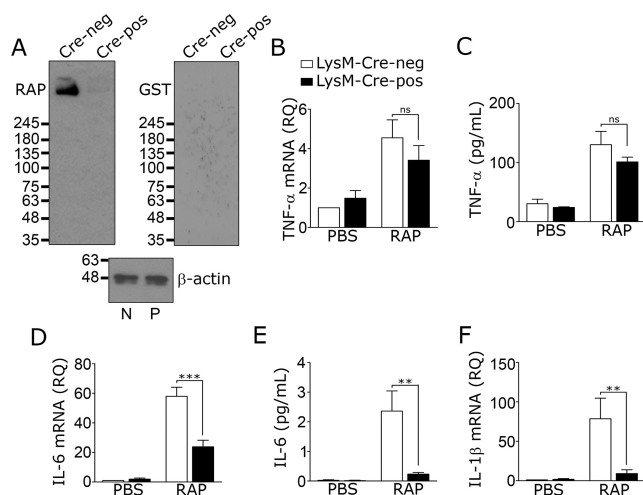 A
Cre-neg
Cre-pos
Cre-neg
Cre-pos
RAP
GST
245
180
135
100
75
63
48
35
245
180
135
100
75
63
48
35
63
48
β-actin
N P
B
LysM-Cre-neg
LysM-Cre-pos
TNF-α mRNA (RQ)
6
4
2
0
ns
PBS RAP
C
TNF-α (pg/mL)
200
150
100
50
0
ns
PBS RAP
D
IL-6 mRNA (RQ)
80
60
40
20
0
***
PBS RAP
E
IL-6 (pg/mL)
4
3
2
1
0
**
PBS RAP
F
IL-1β mRNA (RQ)
150
100
50
0
**
PBS RAP